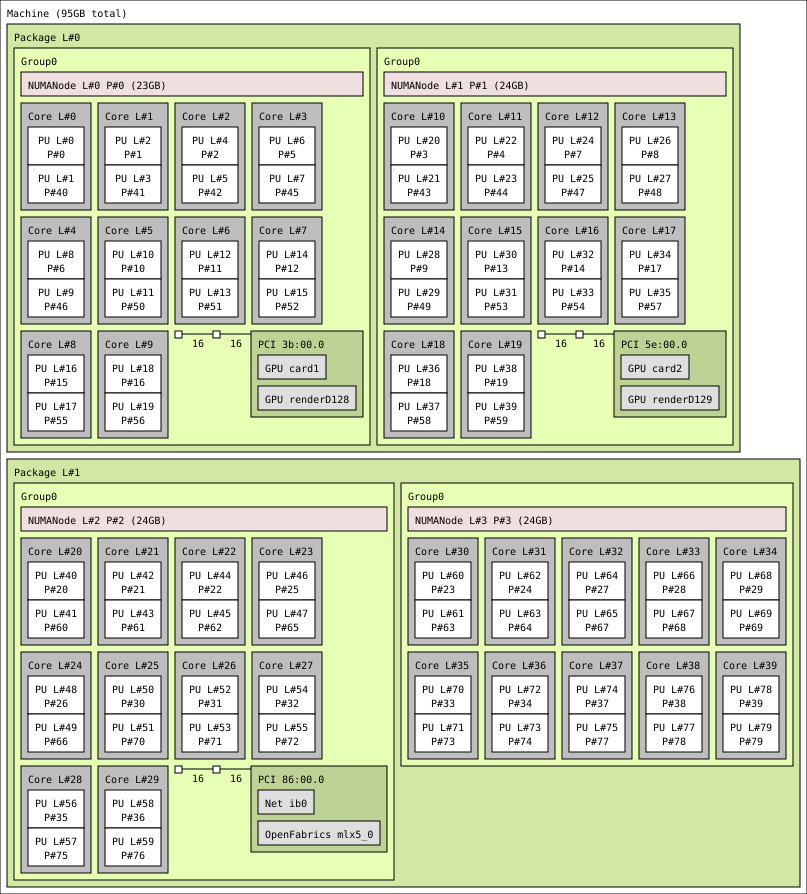 Machine (95GB total)
Package L#0
Group0
NUMANode L#0 P#0 (23GB)
Core L#0 Core L#1 Core L#2 Core L#3
PU L#0 PU L#2 PU L#4 PU L#6
P#0 P#1 P#2 P#5
PU L#1 PU L#3 PU L#5 PU L#7
P#40 P#41 P#42 P#45
Core L#4 Core L#5 Core L#6 Core L#7
PU L#8 PU L#10 PU L#12 PU L#14
P#6 P#10 P#11 P#12
PU L#9 PU L#11 PU L#13 PU L#15
P#46 P#50 P#51 P#52
Core L#8 Core L#9
PU L#16 PU L#18
P#15 P#16
PU L#17 PU L#19
P#55 P#56
16 16
PCI 3b:00.0
GPU card1
GPU renderD128
Group0
NUMANode L#1 P#1 (24GB)
Core L#10 Core L#11 Core L#12 Core L#13
PU L#20 PU L#22 PU L#24 PU L#26
P#3 P#4 P#7 P#8
PU L#21 PU L#23 PU L#25 PU L#27
P#43 P#44 P#47 P#48
Core L#14 Core L#15 Core L#16 Core L#17
PU L#28 PU L#30 PU L#32 PU L#34
P#9 P#13 P#14 P#17
PU L#29 PU L#31 PU L#33 PU L#35
P#49 P#53 P#54 P#57
Core L#18 Core L#19
PU L#36 PU L#38
P#18 P#19
PU L#37 PU L#39
P#58 P#59
16 16
PCI 5e:00.0
GPU card2
GPU renderD129
Package L#1
Group0
NUMANode L#2 P#2 (24GB)
Core L#20 Core L#21 Core L#22 Core L#23
PU L#40 PU L#42 PU L#44 PU L#46
P#20 P#21 P#22 P#25
PU L#41 PU L#43 PU L#45 PU L#47
P#60 P#61 P#62 P#65
Core L#24 Core L#25 Core L#26 Core L#27
PU L#48 PU L#50 PU L#52 PU L#54
P#26 P#30 P#31 P#32
PU L#49 PU L#51 PU L#53 PU L#55
P#66 P#70 P#71 P#72
Core L#28 Core L#29
PU L#56 PU L#58
P#35 P#36
PU L#57 PU L#59
P#75 P#76
16 16
PCI 86:00.0
Net ib0
OpenFabrics mlx5_0
Group0
NUMANode L#3 P#3 (24GB)
Core L#30 Core L#31 Core L#32 Core L#33 Core L#34
PU L#60 PU L#62 PU L#64 PU L#66 PU L#68
P#23 P#24 P#27 P#28 P#29
PU L#61 PU L#63 PU L#65 PU L#67 PU L#69
P#63 P#64 P#67 P#68 P#69
Core L#35 Core L#36 Core L#37 Core L#38 Core L#39
PU L#70 PU L#72 PU L#74 PU L#76 PU L#78
P#33 P#34 P#37 P#38 P#39
PU L#71 PU L#73 PU L#75 PU L#77 PU L#79
P#73 P#74 P#77 P#78 P#79